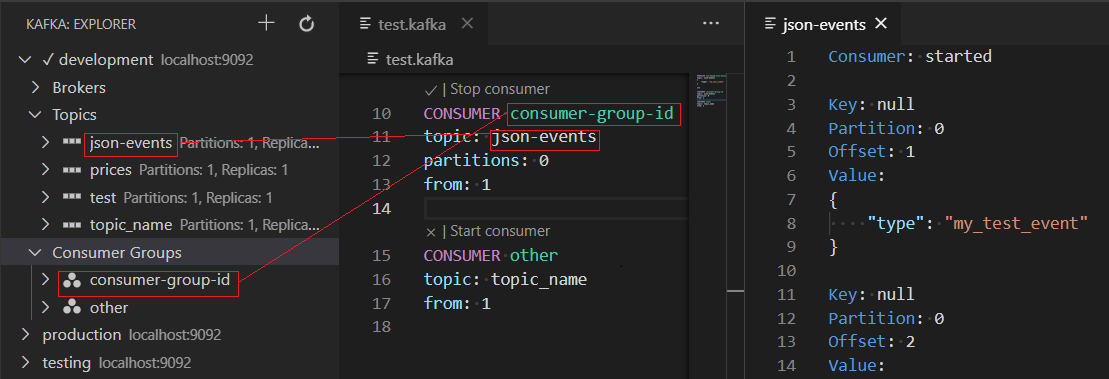 KAFKA: EXPLORER
development localhost:9092
Brokers
Topics
json-events Partitions: 1, Replica...
prices Partitions: 1, Replicas: 1
test Partitions: 1, Replicas: 1
topic_name Partitions: 1, Replica...
Consumer Groups
consumer-group-id
other
production localhost:9092
testing localhost:9092
test.kafka
test.kafka
| Stop consumer
10 CONSUMER consumer-group-id
11 topic: json-events
12 partitions: 0
13 from: 1
14
| Start consumer
15 CONSUMER other
16 topic: topic_name
17 from: 1
18
json-events
1 Consumer: started
2
3 Key: null
4 Partition: 0
5 Offset: 1
6 Value:
7 {
8 "type": "my_test_event"
9 }
10
11 Key: null
12 Partition: 0
13 Offset: 2
14 Value: